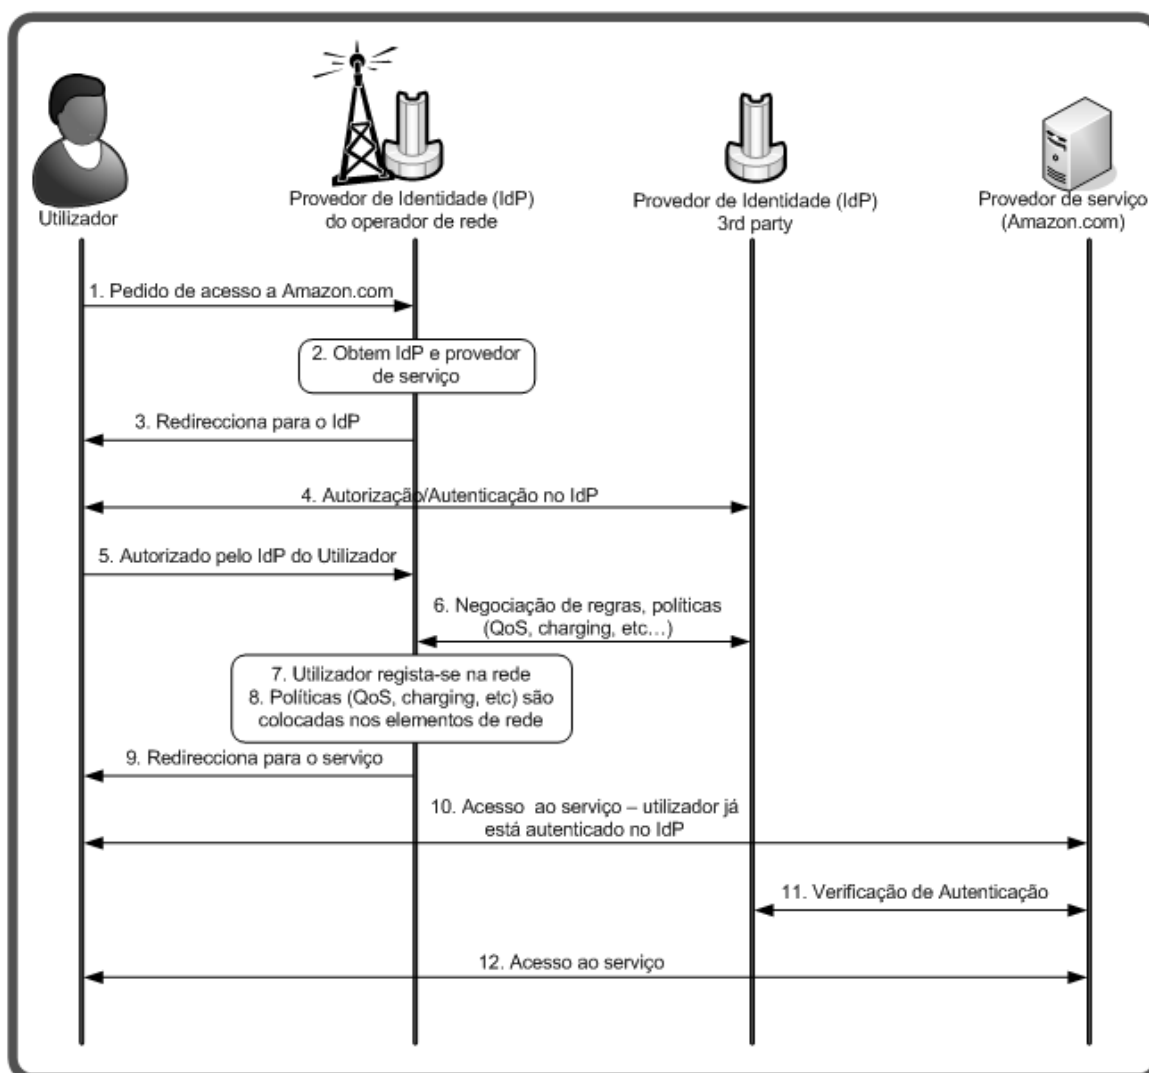 Utilizador
Provedor de Identidade (IdP)
do operador de rede
Provedor de Identidade (IdP)
3rd party
Provedor de serviço
(Amazon.com)
1. Pedido de acesso a Amazon.com
2. Obtem IdP e provedor
de serviço
3. Redirecciona para o IdP
4. Autorização/Autenticação no IdP
5. Autorizado pelo IdP do Utilizador
6. Negociação de regras, políticas
(QoS, charging, etc…)
7. Utilizador regista-se na rede
8. Políticas (QoS, charging, etc) são
colocadas nos elementos de rede
9. Redirecciona para o serviço
10. Acesso ao serviço – utilizador já
está autenticado no IdP
11. Verificação de Autenticação
12. Acesso ao serviço